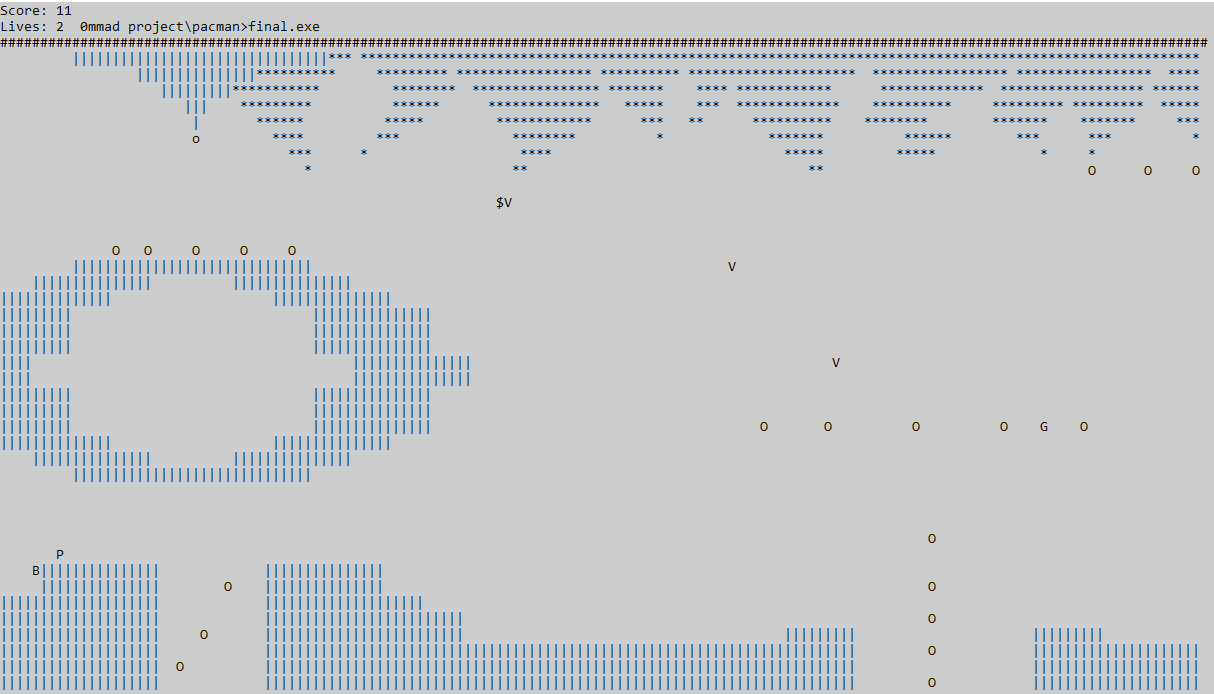 Score: 11
Lives: 2  0mmad project\pacman>final.exe
$V
V
V
G
P
B